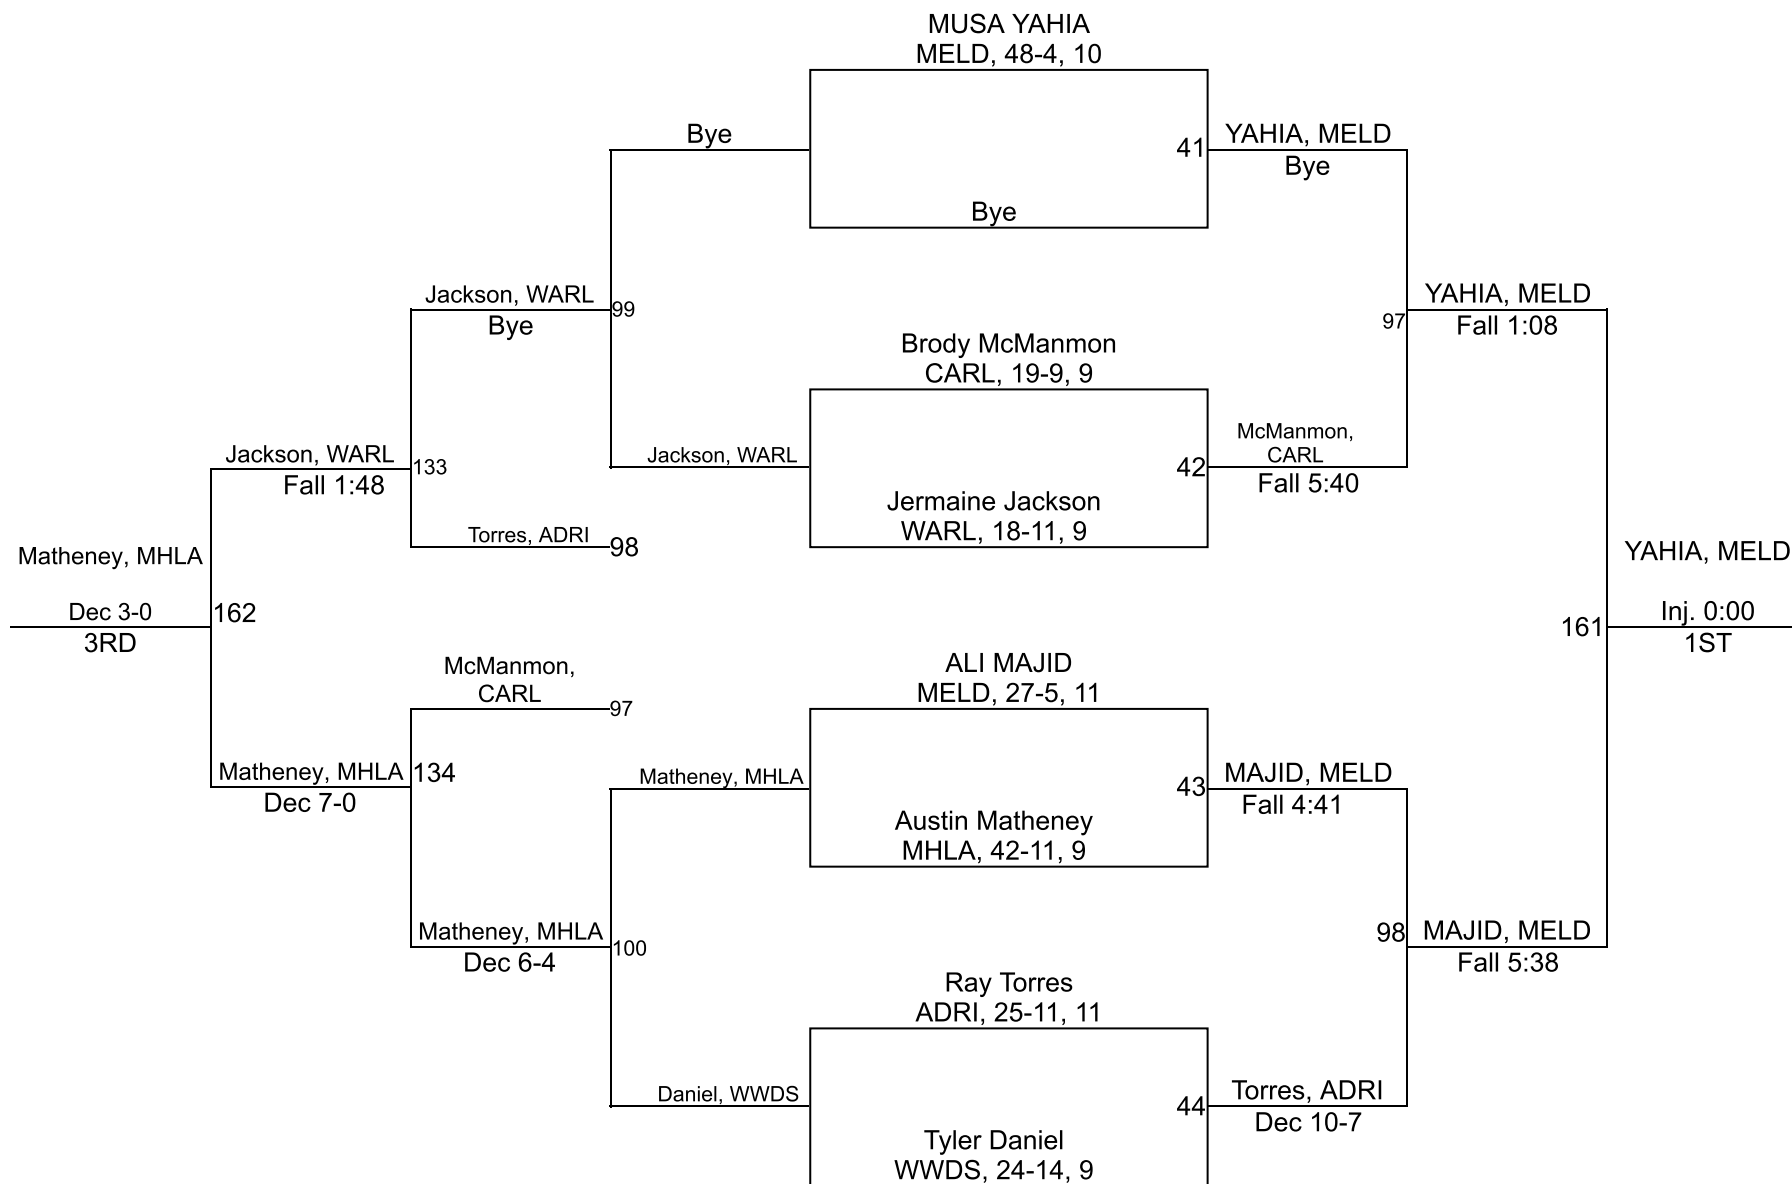 MUSA YAHIA
MELD, 48-4, 10
Bye
41
YAHIA, MELD
Bye
Bye
Jackson, WARL
Bye
99
YAHIA, MELD
Fall 1:08
97
Brody McManmon
CARL, 19-9, 9
Jackson, WARL
Fall 1:48
133
Jackson, WARL
42
McManmon,
CARL
Fall 5:40
Jermaine Jackson
WARL, 18-11, 9
Torres, ADRI
98
Matheney, MHLA
Dec 3-0
3RD
162
YAHIA, MELD
Inj. 0:00
1ST
161
McManmon,
CARL
97
ALI MAJID
MELD, 27-5, 11
Matheney, MHLA
Dec 7-0
134
Matheney, MHLA
43
MAJID, MELD
Fall 4:41
Austin Matheney
MHLA, 42-11, 9
Matheney, MHLA
Dec 6-4
100
98
MAJID, MELD
Fall 5:38
Ray Torres
ADRI, 25-11, 11
Daniel, WWDS
44
Torres, ADRI
Dec 10-7
Tyler Daniel
WWDS, 24-14, 9